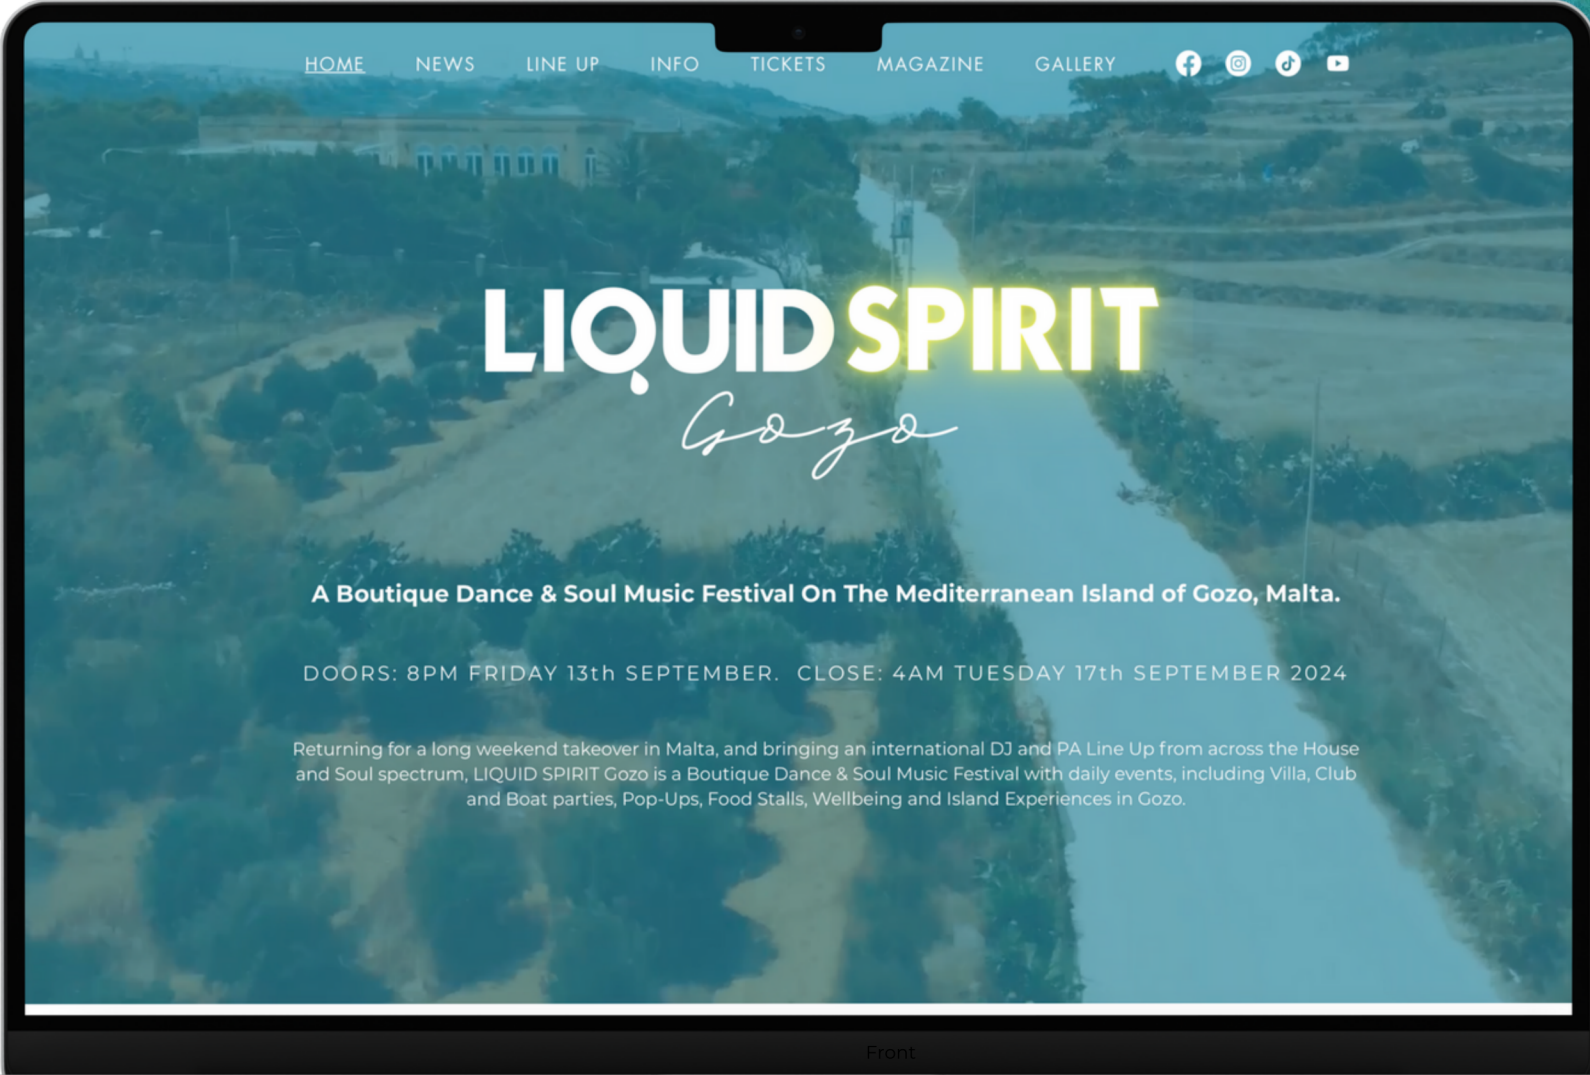 HOME NEWS LINE UP INFO TICKETS MAGAZINE GALLERY
LIQUID SPIRIT
Gozo
A Boutique Dance & Soul Music Festival On The Mediterranean Island of Gozo, Malta.
DOORS: 8PM FRIDAY 13th SEPTEMBER. CLOSE: 4AM TUESDAY 17th SEPTEMBER 2024
Returning for a long weekend takeover in Malta, and bringing an international DJ and PA Line Up from across the House
and Soul spectrum, LIQUID SPIRIT Gozo is a Boutique Dance & Soul Music Festival with daily events, including Villa, Club
and Boat parties, Pop-Ups, Food Stalls, Wellbeing and Island Experiences in Gozo.
Front